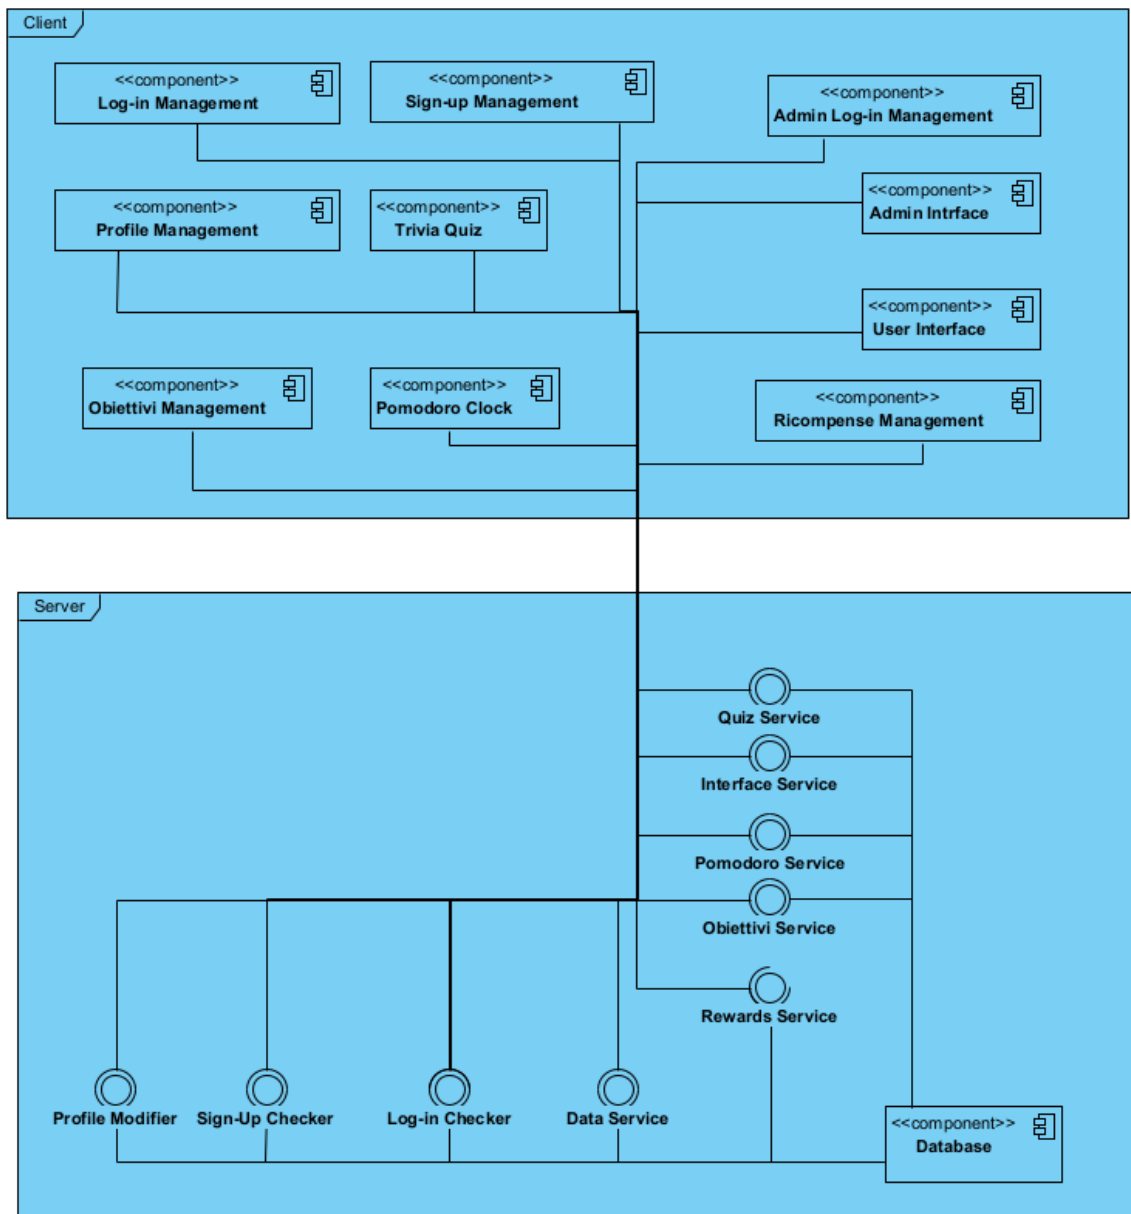 Client
<<component>>
Log-in Management
<<component>>
Sign-up Management
<<component>>
Admin Log-in Management
<<component>>
Profile Management
<<component>>
Trivia Quiz
<<component>>
Admin Intrface
<<component>>
User Interface
<<component>>
Obiettivi Management
<<component>>
Pomodoro Clock
<<component>>
Ricompense Management
Server
Quiz Service
Interface Service
Pomodoro Service
Obiettivi Service
Rewards Service
Profile Modifier
Sign-Up Checker
Log-in Checker
Data Service
<<component>>
Database